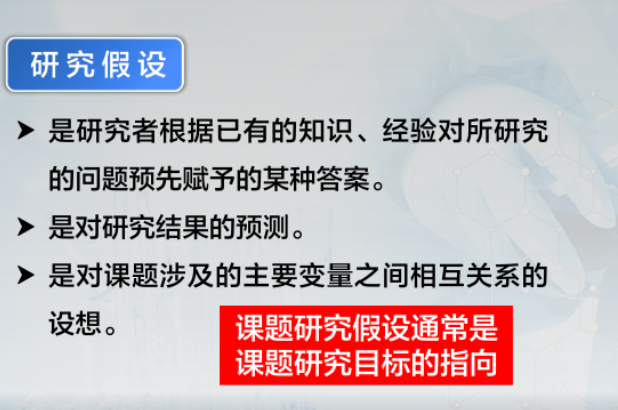 研究假设
➤ 是研究者根据已有的知识、经验对所研究
的问题预先赋予的某种答案。
➤ 是对研究结果的预测。
➤ 是对课题涉及的主要变量之间相互关系的
设想。
课题研究假设通常是
课题研究目标的指向